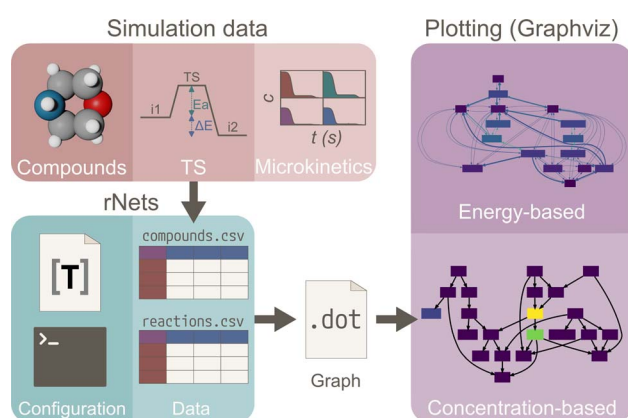 Simulation data
Plotting (Graphviz)
TS
i1
Ea
ΔE
i2
c
t (s)
Compounds
TS
Microkinetics
Energy-based
rNets
[T]
compounds.csv
reactions.csv
>_
.dot
Graph
Configuration
Data
Concentration-based